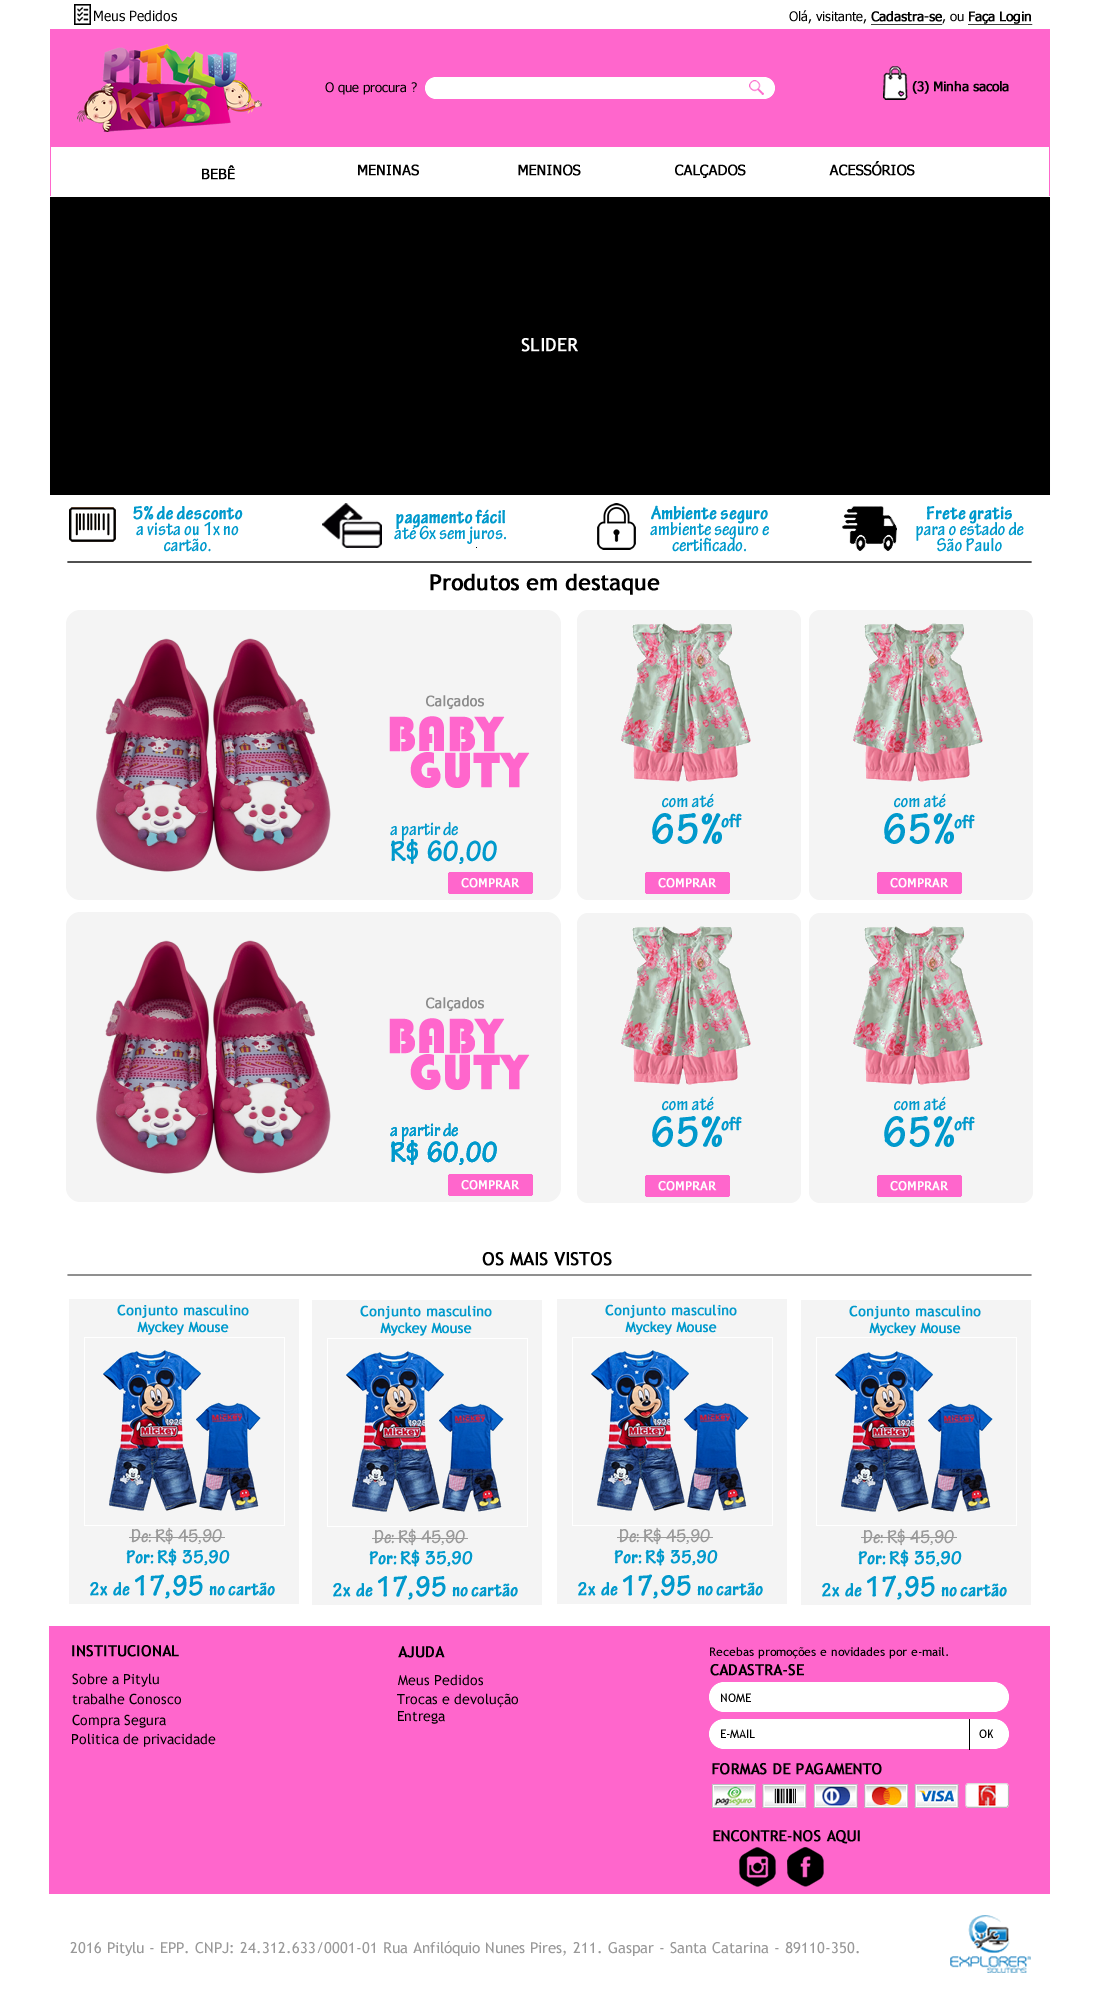 Meus Pedidos
Olá, visitante, Cadastra-se, ou Faça Login
PiTYLU
KiDS
O que procura ?
(3) Minha sacola
BEBÊ
MENINAS
MENINOS
CALÇADOS
ACESSÓRIOS
SLIDER
5% de desconto
a vista ou 1x no
cartão.
pagamento fácil
até 6x sem juros.
Ambiente seguro
ambiente seguro e
certificado.
Frete gratis
para o estado de
São Paulo
Produtos em destaque
Calçados
BABY
GUTY
a partir de
R$ 60,00
COMPRAR
com até
65%off
COMPRAR
com até
65%off
COMPRAR
Calçados
BABY
GUTY
a partir de
R$ 60,00
COMPRAR
com até
65%off
COMPRAR
com até
65%off
COMPRAR
OS MAIS VISTOS
Conjunto masculino
Myckey Mouse
1928
Mickey
De: R$ 45,90
Por: R$ 35,90
2x de 17,95 no cartão
Conjunto masculino
Myckey Mouse
1928
Mickey
De: R$ 45,90
Por: R$ 35,90
2x de 17,95 no cartão
Conjunto masculino
Myckey Mouse
1928
Mickey
De: R$ 45,90
Por: R$ 35,90
2x de 17,95 no cartão
Conjunto masculino
Myckey Mouse
1928
Mickey
De: R$ 45,90
Por: R$ 35,90
2x de 17,95 no cartão
INSTITUCIONAL
Sobre a Pitylu
trabalhe Conosco
Compra Segura
Politica de privacidade
AJUDA
Meus Pedidos
Trocas e devolução
Entrega
Recebas promoções e novidades por e-mail.
CADASTRA-SE
NOME
E-MAIL
OK
FORMAS DE PAGAMENTO
pagseguro
VISA
ENCONTRE-NOS AQUI
2016 Pitylu - EPP. CNPJ: 24.312.633/0001-01 Rua Anfilóquio Nunes Pires, 211. Gaspar - Santa Catarina - 89110-350.
EXPLORER
SOLUTIONS